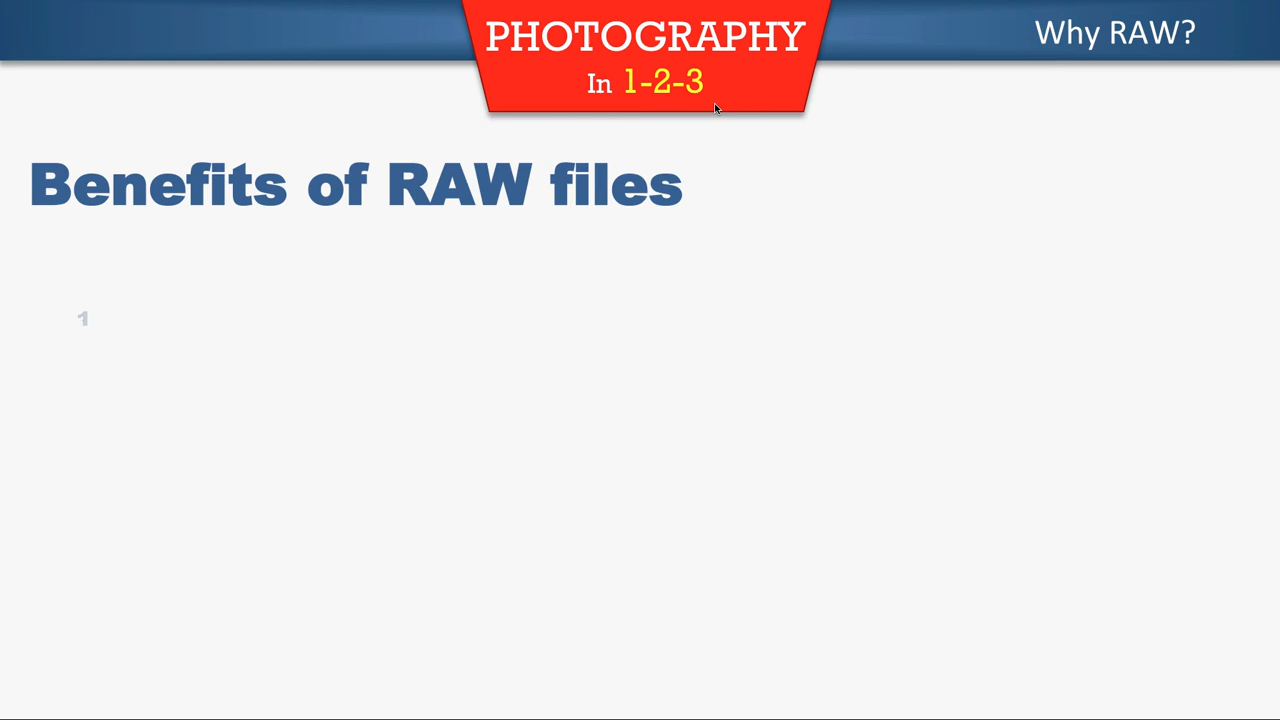 PHOTOGRAPHY
In 1-2-3
Why RAW?
Benefits of RAW files
1